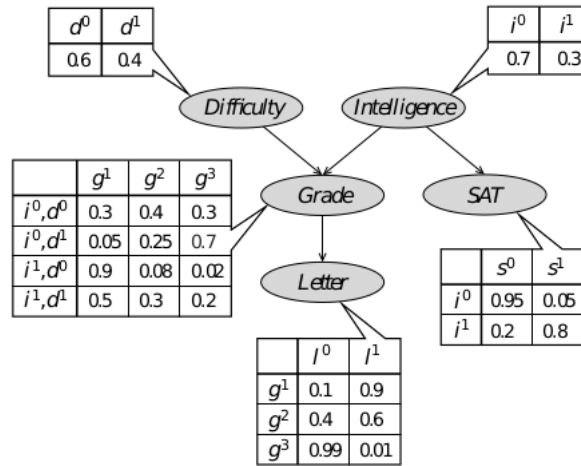 d⁰ d¹
0.6 0.4
i⁰ i¹
0.7 0.3
Difficulty
Intelligence
g¹ g² g³
i⁰,d⁰ 0.3 0.4 0.3
i⁰,d¹ 0.05 0.25 0.7
i¹,d⁰ 0.9 0.08 0.02
i¹,d¹ 0.5 0.3 0.2
Grade
SAT
Letter
s⁰ s¹
i⁰ 0.95 0.05
i¹ 0.2 0.8
l⁰ l¹
g¹ 0.1 0.9
g² 0.4 0.6
g³ 0.99 0.01